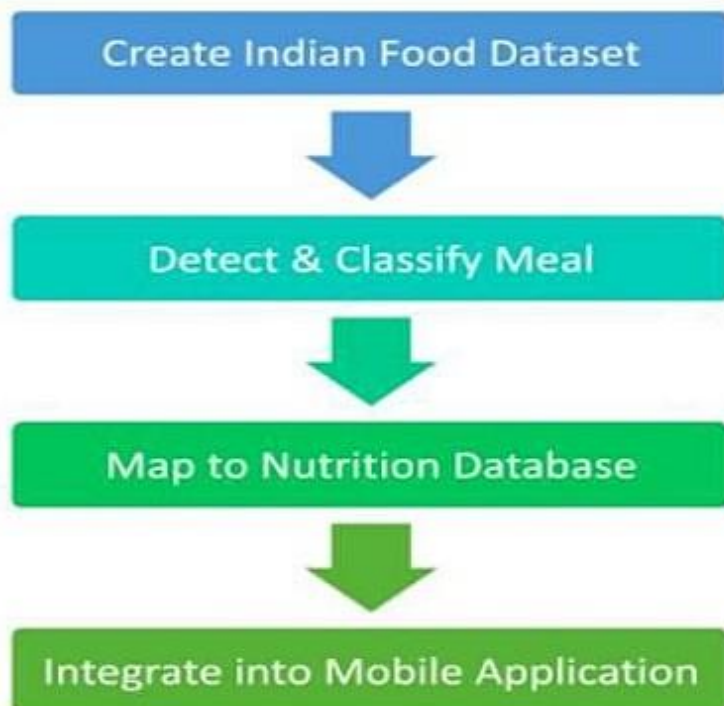 Create Indian Food Dataset
Detect & Classify Meal
Map to Nutrition Database
Integrate into Mobile Application